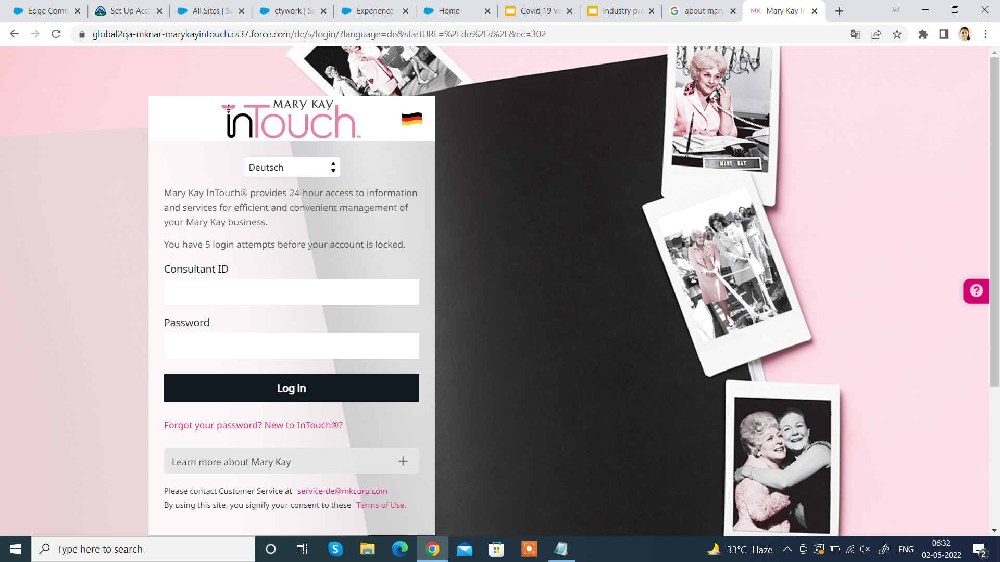 Edge Comm
Set Up Acc
All Sites | Sa
ctywork | Sa
Experience
Home
Covid 19 Va
Industry pro
about mary
MK Mary Kay In
global2qa-mknar-marykayintouch.cs37.force.com/de/s/login/?language=de&startURL=%2Fde%2Fs%2F&ec=302
MARY KAY
inTouch™
Deutsch
Mary Kay InTouch® provides 24-hour access to information
and services for efficient and convenient management of
your Mary Kay business.
You have 5 login attempts before your account is locked.
Consultant ID
Password
Log in
Forgot your password? New to InTouch®?
Learn more about Mary Kay
Please contact Customer Service at service-de@mkcorp.com
By using this site, you signify your consent to these Terms of Use.
MARY KAY
Type here to search
33°C Haze
ENG
06:32
02-05-2022
2